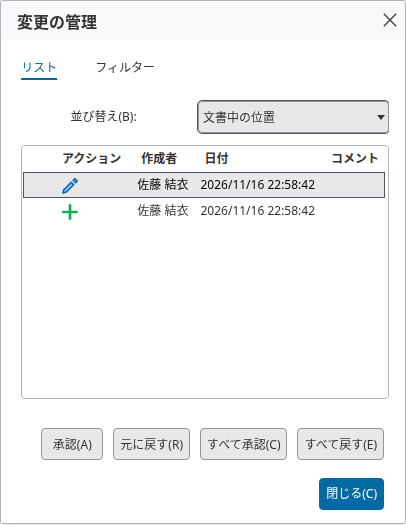 変更の管理
リスト フィルター
並び替え(B): 文書中の位置
アクション 作成者 日付 コメント
佐藤 結衣 2026/11/16 22:58:42
佐藤 結衣 2026/11/16 22:58:42
承認(A) 元に戻す(R) すべて承認(C) すべて戻す(E)
閉じる(C)